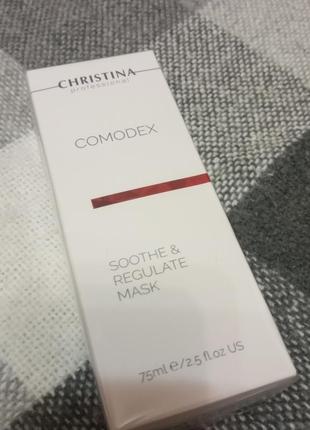 CHRISTINA
professional
COMODEX
SOOTHE &
REGULATE
MASK
75ml e/2.5 fl.oz US